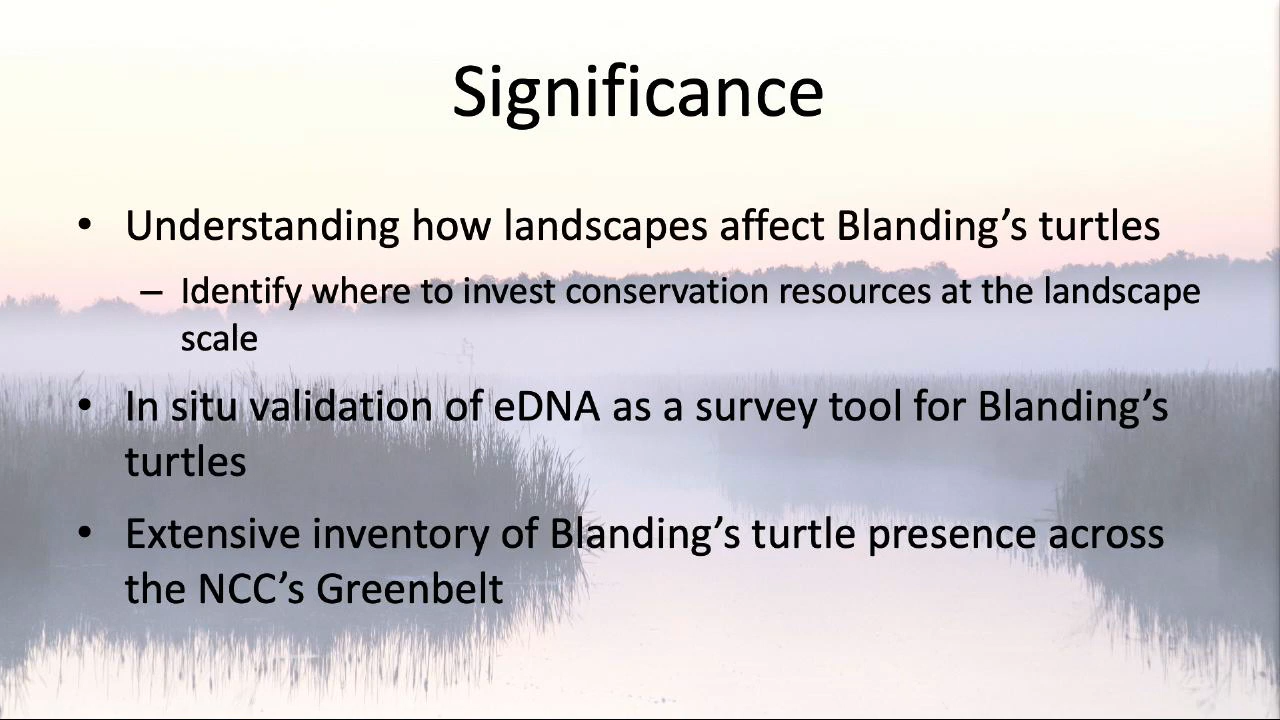 Significance
• Understanding how landscapes affect Blanding’s turtles
– Identify where to invest conservation resources at the landscape
scale
• In situ validation of eDNA as a survey tool for Blanding’s
turtles
• Extensive inventory of Blanding’s turtle presence across
the NCC’s Greenbelt